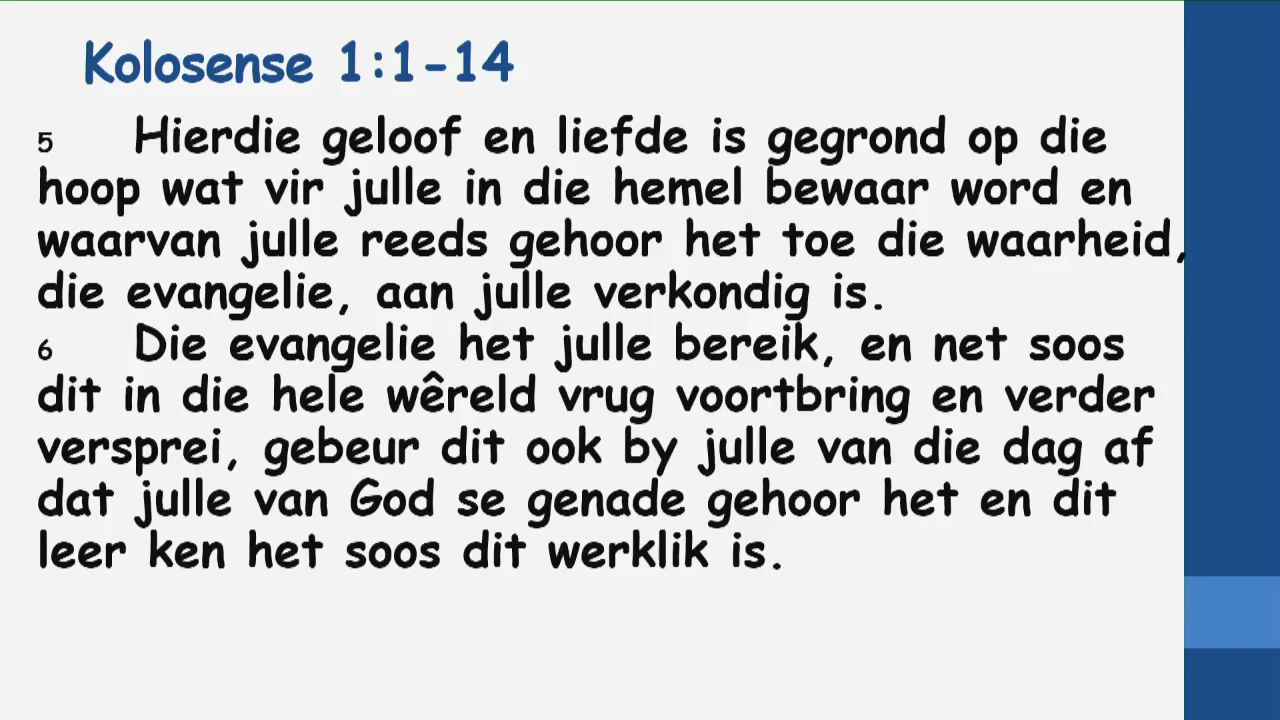 Kolosense 1:1-14
5 Hierdie geloof en liefde is gegrond op die
hoop wat vir julle in die hemel bewaar word en
waarvan julle reeds gehoor het toe die waarheid,
die evangelie, aan julle verkondig is.
6 Die evangelie het julle bereik, en net soos
dit in die hele wêreld vrug voortbring en verder
versprei, gebeur dit ook by julle van die dag af
dat julle van God se genade gehoor het en dit
leer ken het soos dit werklik is.